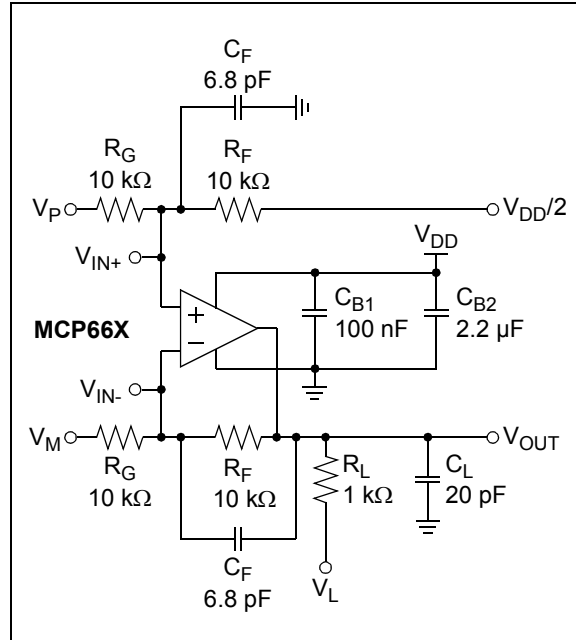 C_F
6.8 pF
R_G
10 kΩ
R_F
10 kΩ
V_P
V_DD/2
V_IN+
V_DD
MCP66X
+
−
C_B1
100 nF
C_B2
2.2 µF
V_IN-
V_M
V_OUT
R_G
10 kΩ
R_F
10 kΩ
R_L
1 kΩ
C_L
20 pF
C_F
6.8 pF
V_L